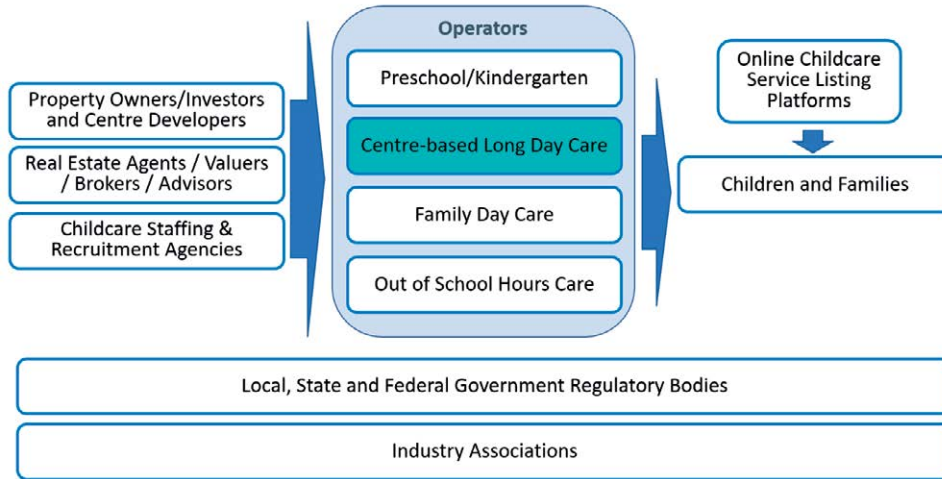 Operators
Preschool/Kindergarten
Centre-based Long Day Care
Family Day Care
Out of School Hours Care
Property Owners/Investors
and Centre Developers
Real Estate Agents / Valuers
/ Brokers / Advisors
Childcare Staffing &
Recruitment Agencies
Online Childcare
Service Listing
Platforms
Children and Families
Local, State and Federal Government Regulatory Bodies
Industry Associations